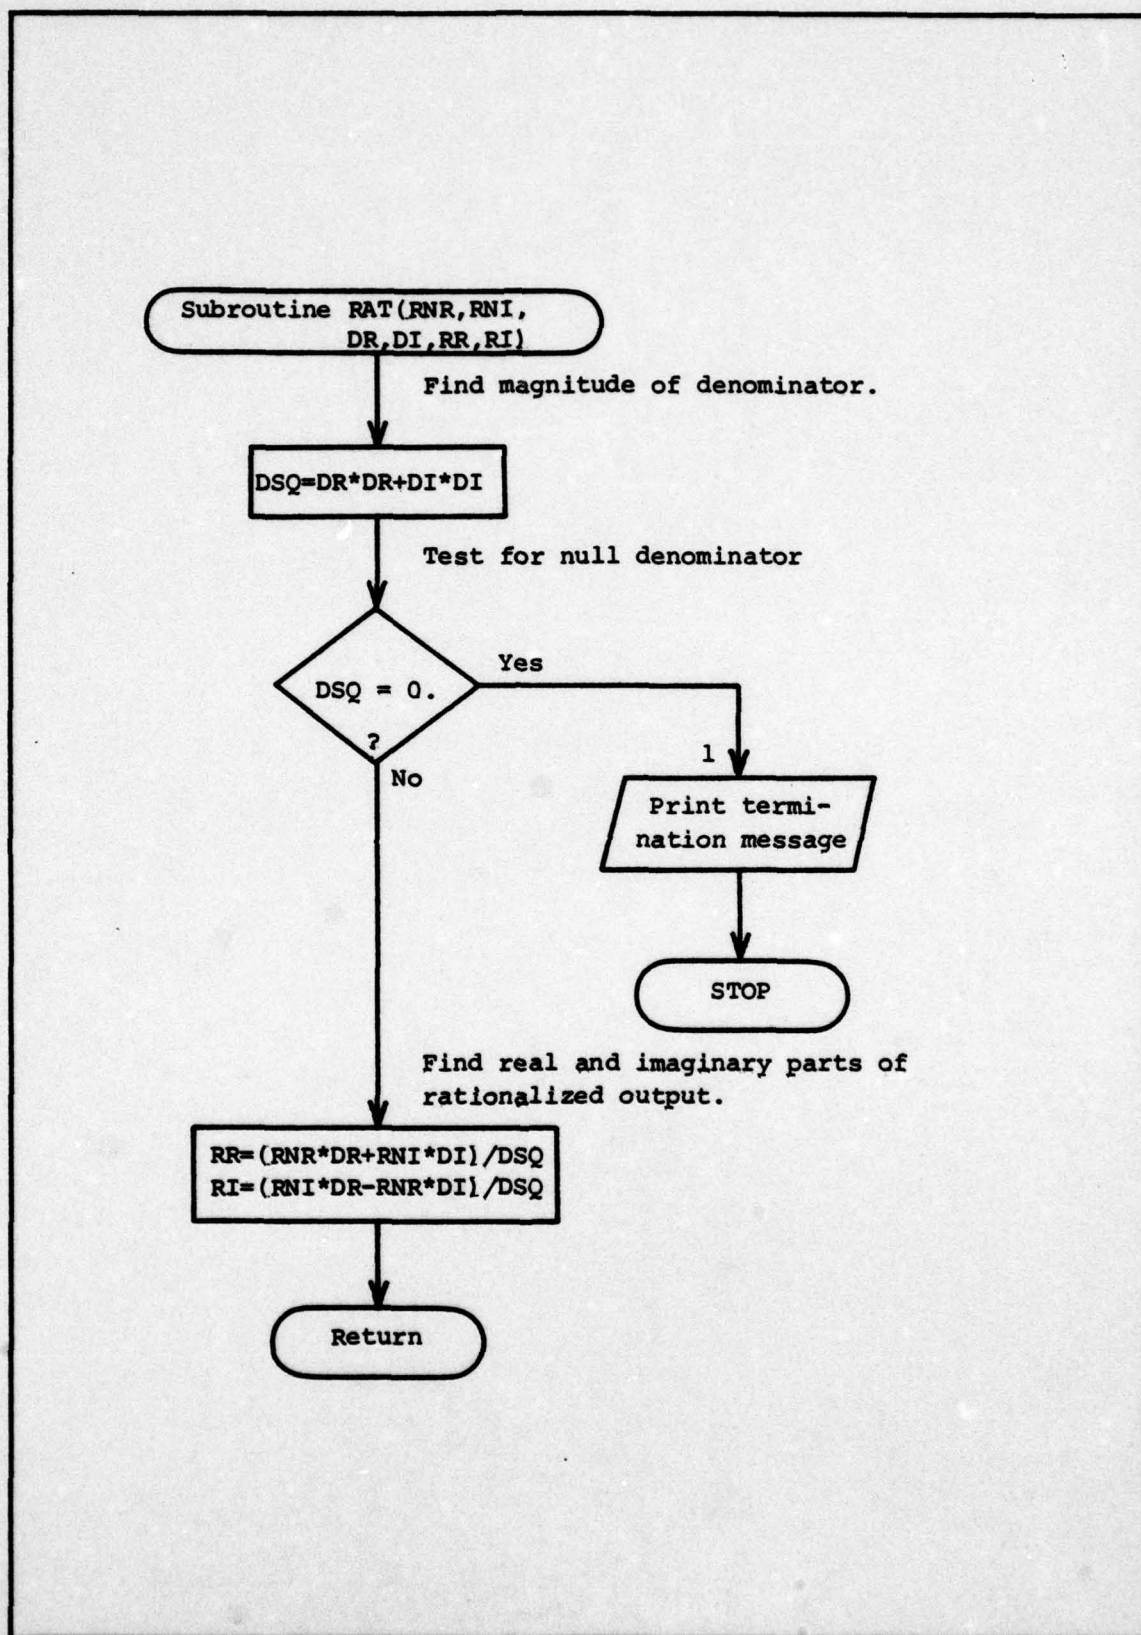 Subroutine RAT(RNR,RNI,
DR,DI,RR,RI)
Find magnitude of denominator.
DSQ=DR*DR+DI*DI
Test for null denominator
Yes
DSQ = 0.
?
No
1
Print termi-
nation message
STOP
Find real and imaginary parts of
rationalized output.
RR=(RNR*DR+RNI*DI)/DSQ
RI=(RNI*DR-RNR*DI)/DSQ
Return